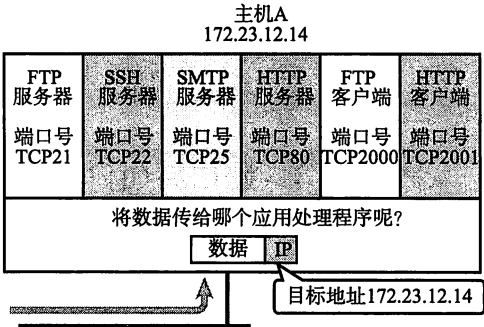 主机A
172.23.12.14
FTP 服务器 端口号 TCP21
SSH 服务器 端口号 TCP22
SMTP 服务器 端口号 TCP25
HTTP 服务器 端口号 TCP80
FTP 客户端 端口号 TCP2000
HTTP 客户端 端口号 TCP2001
将数据传给哪个应用处理程序呢?
数据 IP
目标地址172.23.12.14